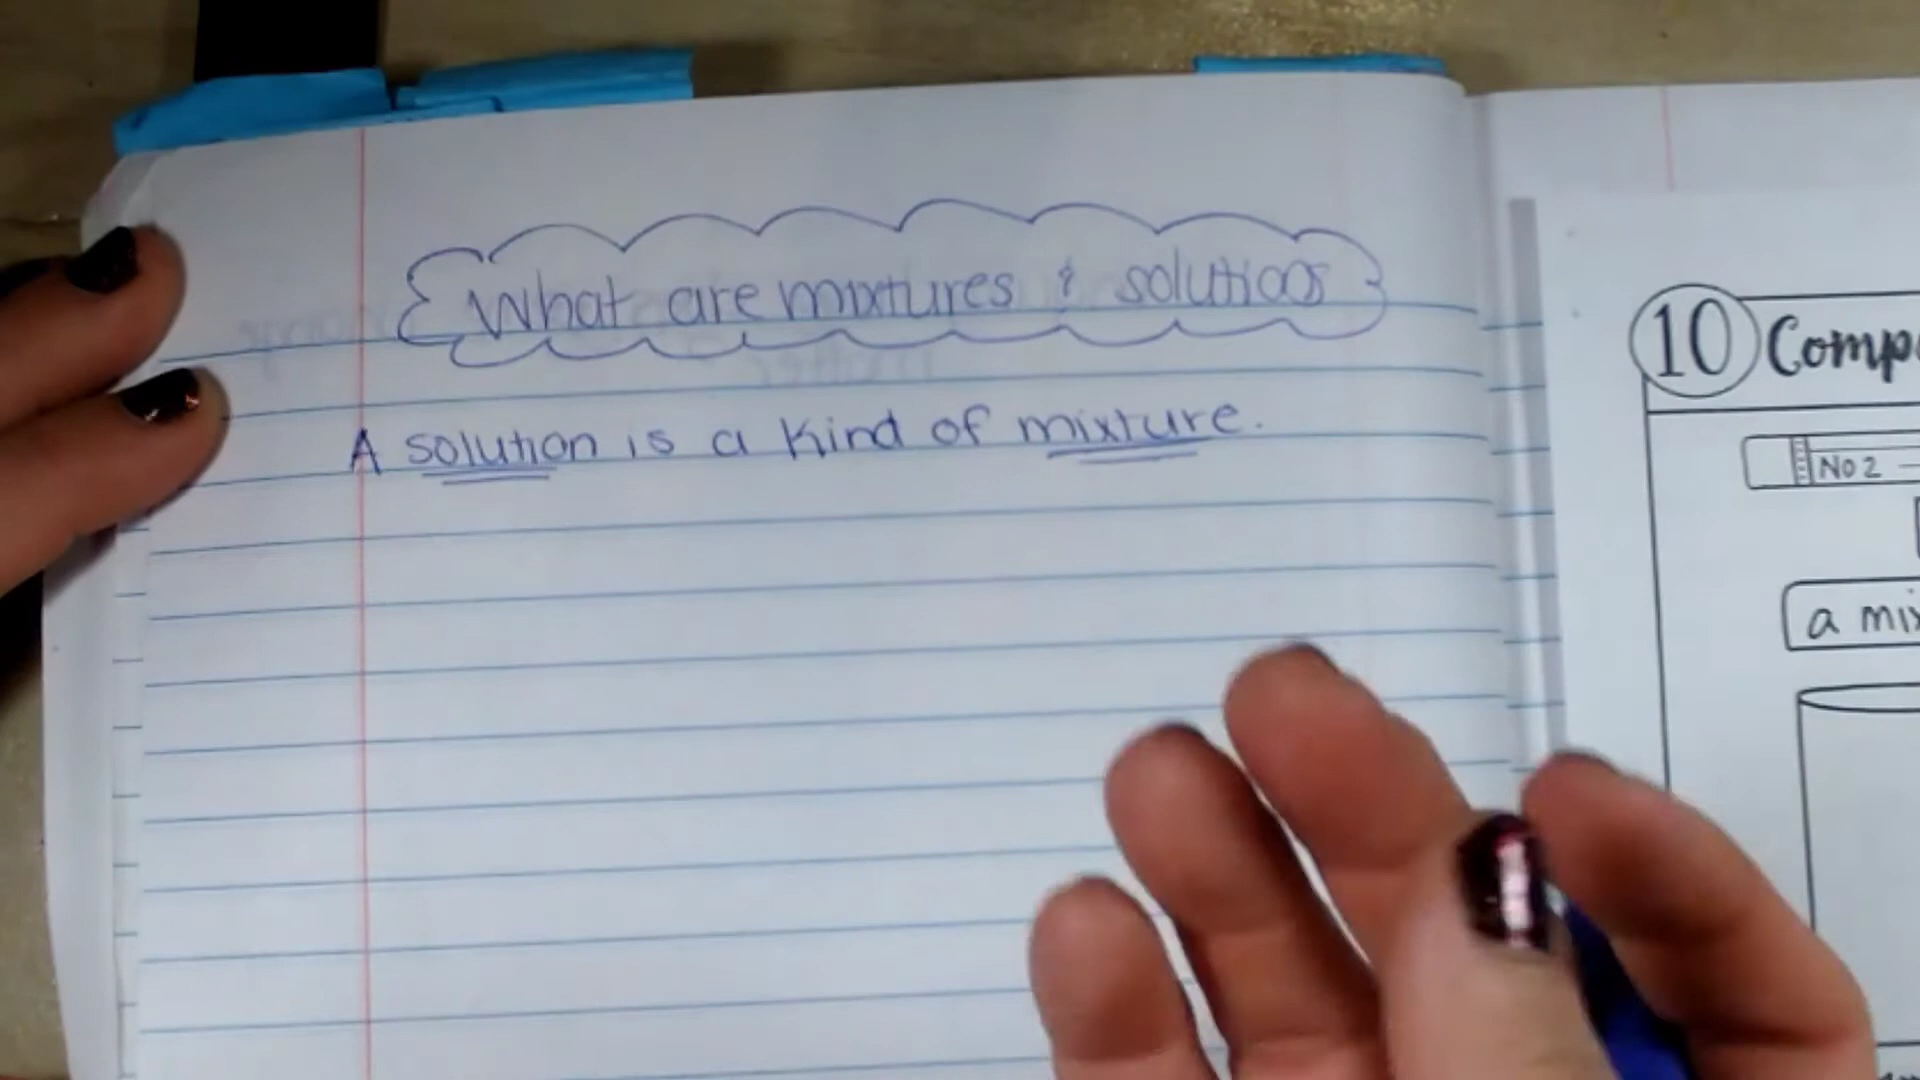 What are mixtures & solutions
A solution is a kind of mixture.
10 Comp
No 2
a mix